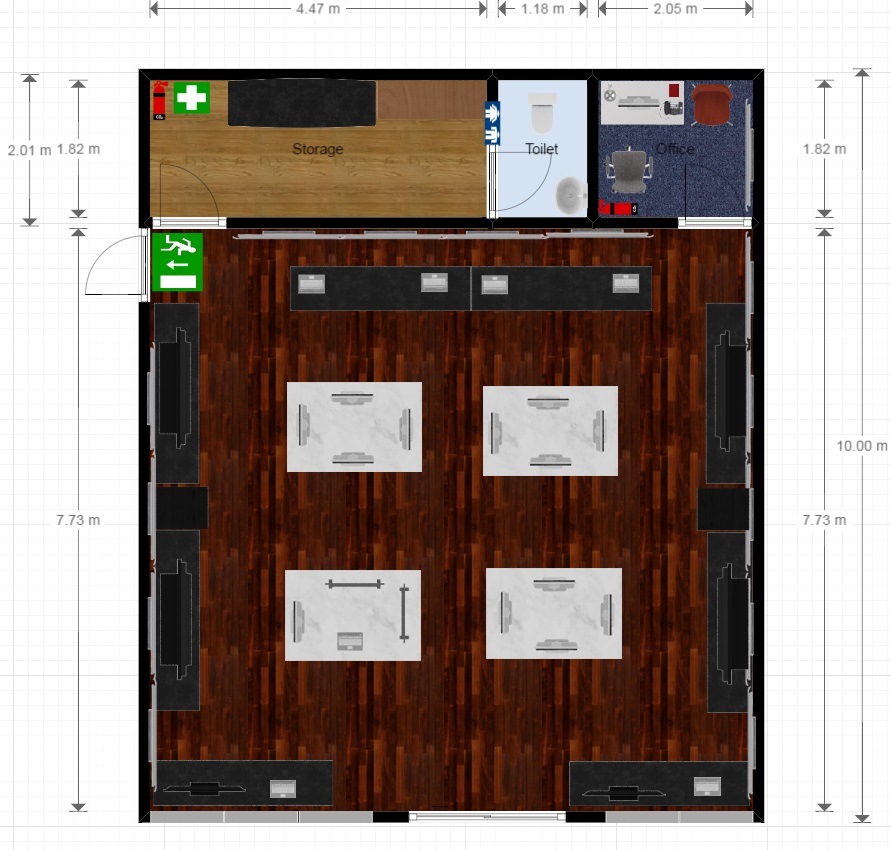 4.47 m
1.18 m
2.05 m
2.01 m
1.82 m
1.82 m
Storage
Toilet
Office
10.00 m
7.73 m
7.73 m